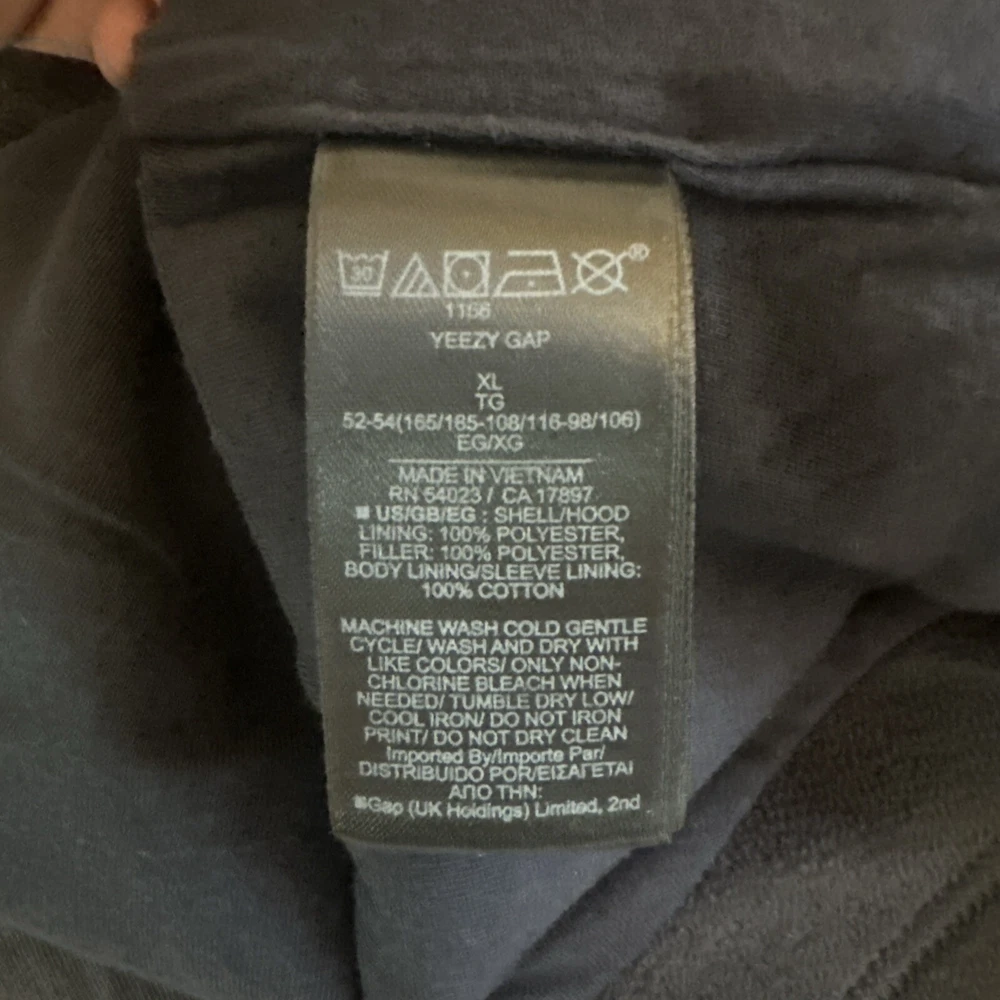 30
®
1156
YEEZY GAP
XL
TG
52-54(165/185-108/116-98/106)
EG/XG
MADE IN VIETNAM
RN 54023 / CA 17897
■ US/GB/EG : SHELL/HOOD
LINING: 100% POLYESTER,
FILLER: 100% POLYESTER,
BODY LINING/SLEEVE LINING:
100% COTTON
MACHINE WASH COLD GENTLE
CYCLE/ WASH AND DRY WITH
LIKE COLORS/ ONLY NON-
CHLORINE BLEACH WHEN
NEEDED/ TUMBLE DRY LOW/
COOL IRON/ DO NOT IRON
PRINT/ DO NOT DRY CLEAN
Imported By/Importe Par/
DISTRIBUIDO POR/ΕΙΣΑΓΕΤΑΙ
ΑΠΟ ΤΗΝ:
■Gap (UK Holdings) Limited, 2nd